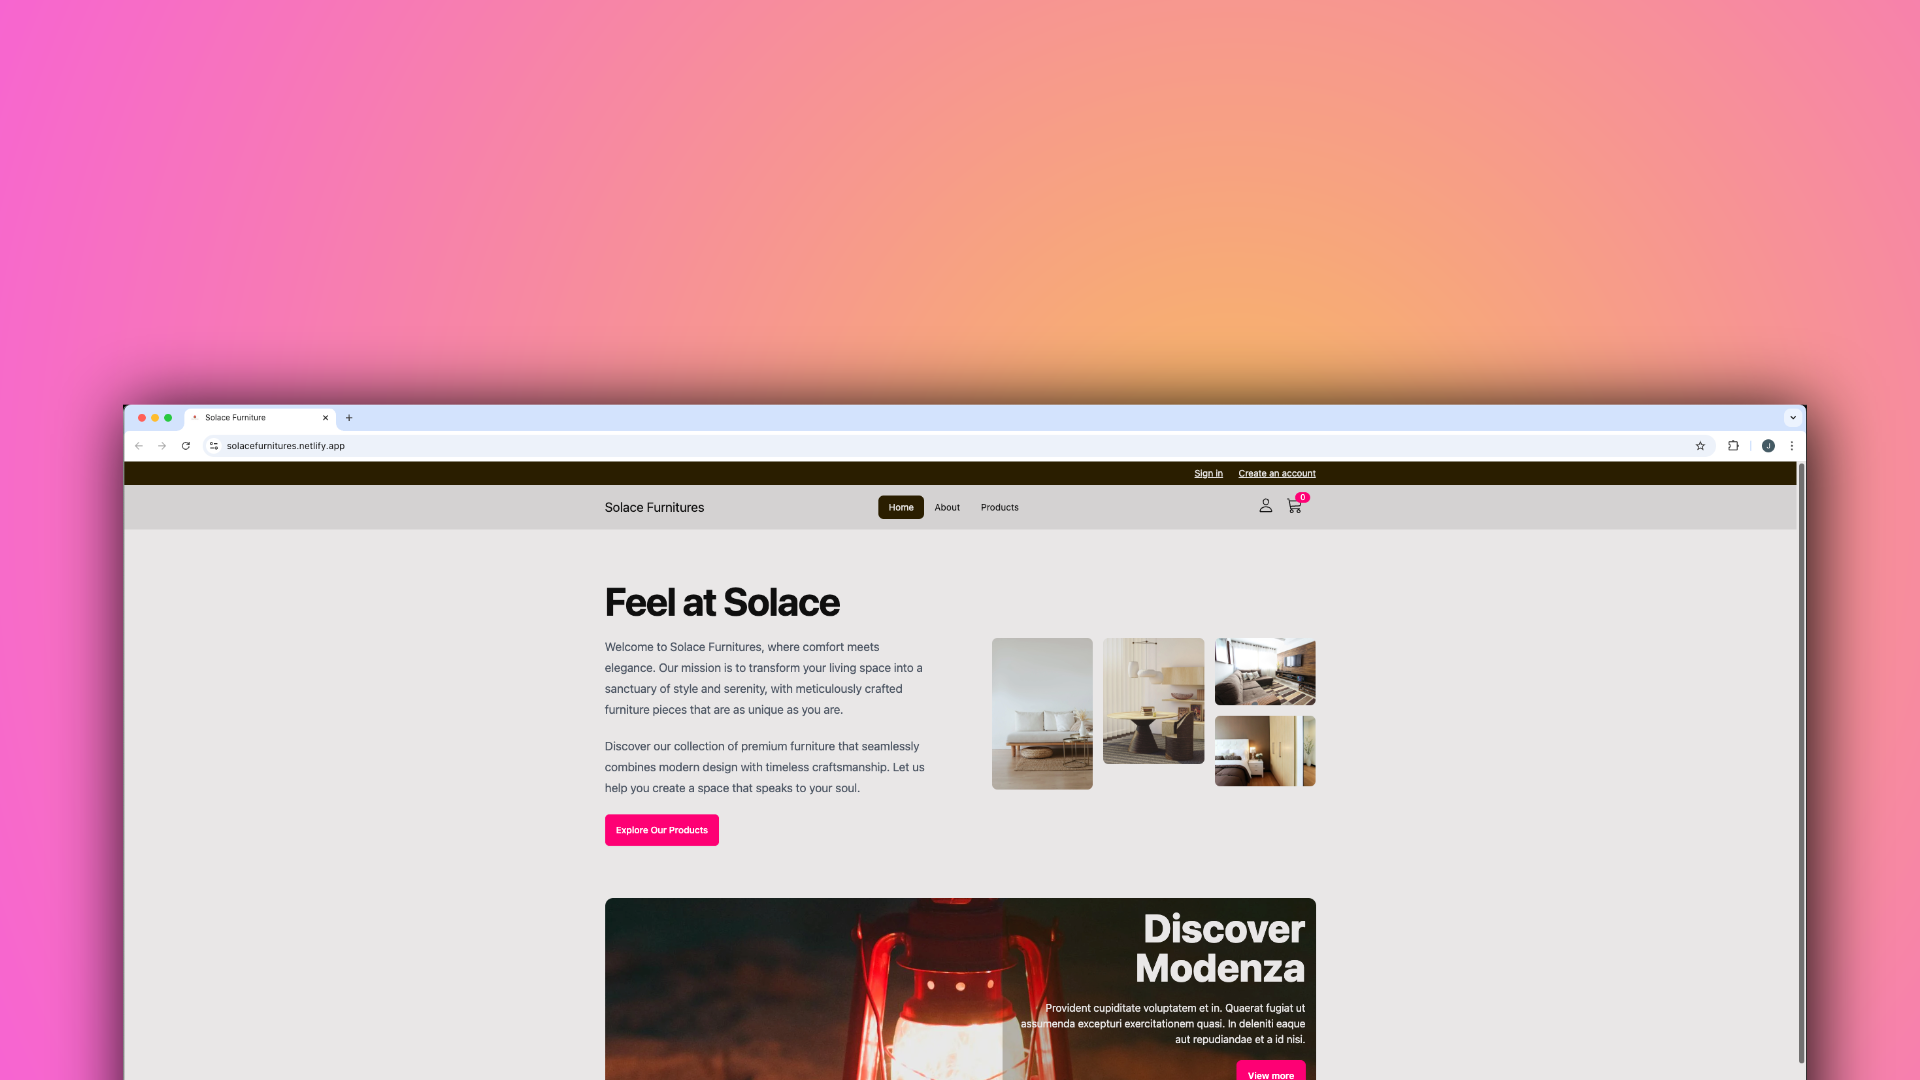 Solace Furniture
solacefurnitures.netlify.app
J
Sign in Create an account
Solace Furnitures
Home About Products
0
Feel at Solace
Welcome to Solace Furnitures, where comfort meets
elegance. Our mission is to transform your living space into a
sanctuary of style and serenity, with meticulously crafted
furniture pieces that are as unique as you are.
Discover our collection of premium furniture that seamlessly
combines modern design with timeless craftsmanship. Let us
help you create a space that speaks to your soul.
Explore Our Products
Discover
Modenza
Provident cupiditate voluptatem et in. Quaerat fugiat ut
assumenda excepturi exercitationem quasi. In deleniti eaque
aut repudiandae et a id nisi.
View more